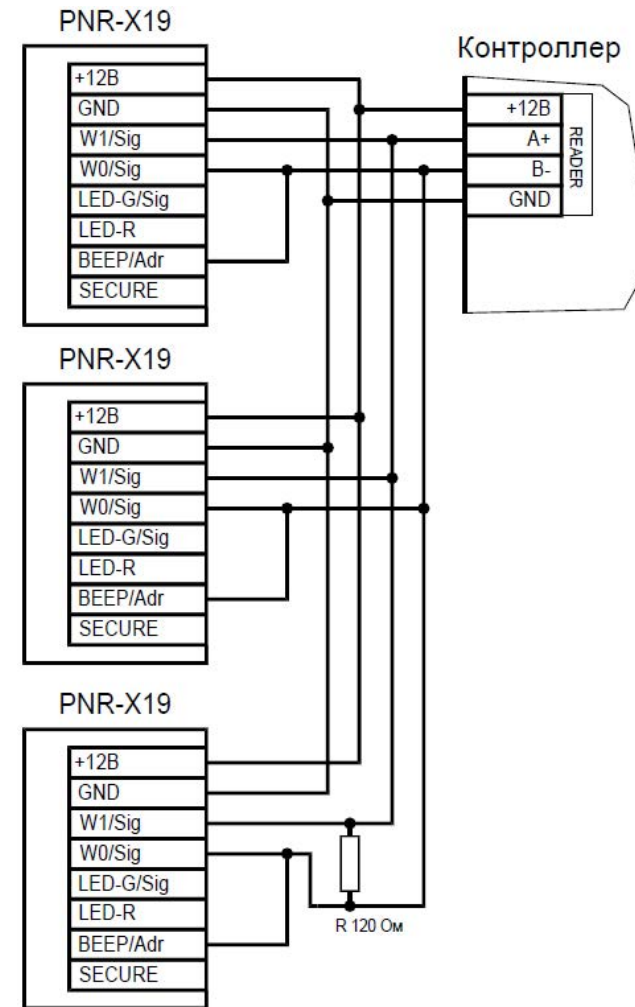 PNR-X19
+12В
GND
W1/Sig
W0/Sig
LED-G/Sig
LED-R
BEEP/Adr
SECURE
Контроллер
+12В
A+
B-
GND
READER
PNR-X19
+12В
GND
W1/Sig
W0/Sig
LED-G/Sig
LED-R
BEEP/Adr
SECURE
PNR-X19
+12В
GND
W1/Sig
W0/Sig
LED-G/Sig
LED-R
BEEP/Adr
SECURE
R 120 Ом